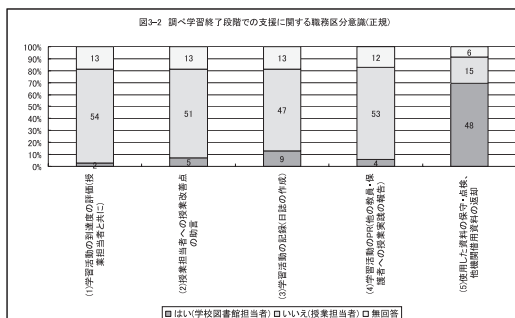 図3-2 調べ学習終了段階での支援に関する職務区分意識(正規)
100%
90%
80%
70%
60%
50%
40%
30%
20%
10%
0%
13
54
2
13
51
5
13
47
9
12
53
4
6
15
48
(1)学習活動の到達度の評価(授
業担当者と共に)
(2)授業担当者への授業改善点
の助言
(3)学習活動の記録(日誌の作成)
(4)学習活動のPR(他の教員・保
護者への授業実践の報告)
(5)使用した資料の保守・点検、
他機関借用資料の返却
はい(学校図書館担当者) いいえ(授業担当者) 無回答